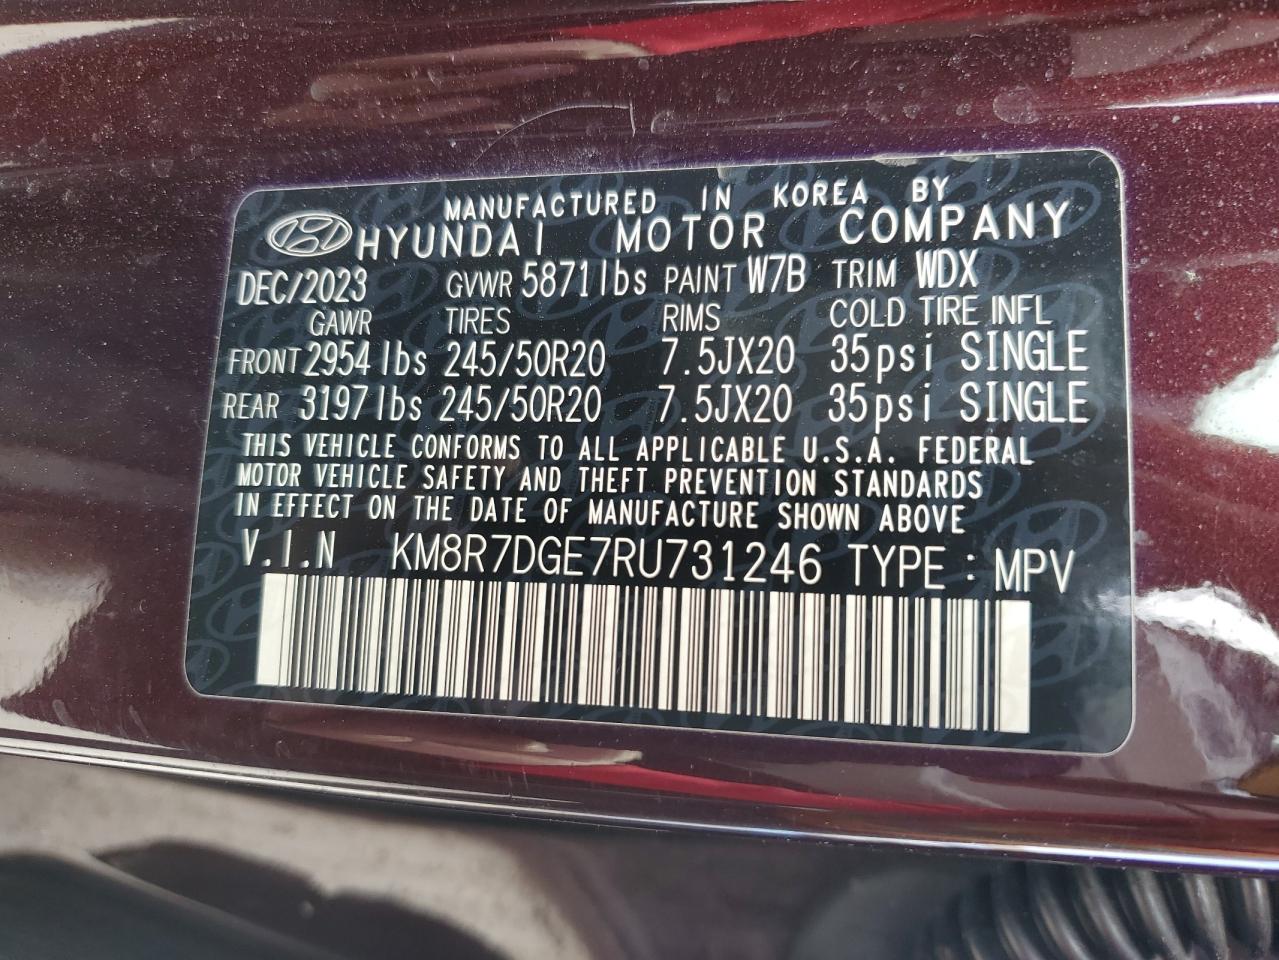 MANUFACTURED IN KOREA BY
HYUNDAI MOTOR COMPANY
DEC/2023 GVWR 5871lbs PAINT W7B TRIM WDX
GAWR TIRES RIMS COLD TIRE INFL
FRONT 2954lbs 245/50R20 7.5JX20 35psi SINGLE
REAR 3197lbs 245/50R20 7.5JX20 35psi SINGLE
THIS VEHICLE CONFORMS TO ALL APPLICABLE U.S.A. FEDERAL
MOTOR VEHICLE SAFETY AND THEFT PREVENTION STANDARDS
IN EFFECT ON THE DATE OF MANUFACTURE SHOWN ABOVE
V.I.N KM8R7DGE7RU731246 TYPE : MPV